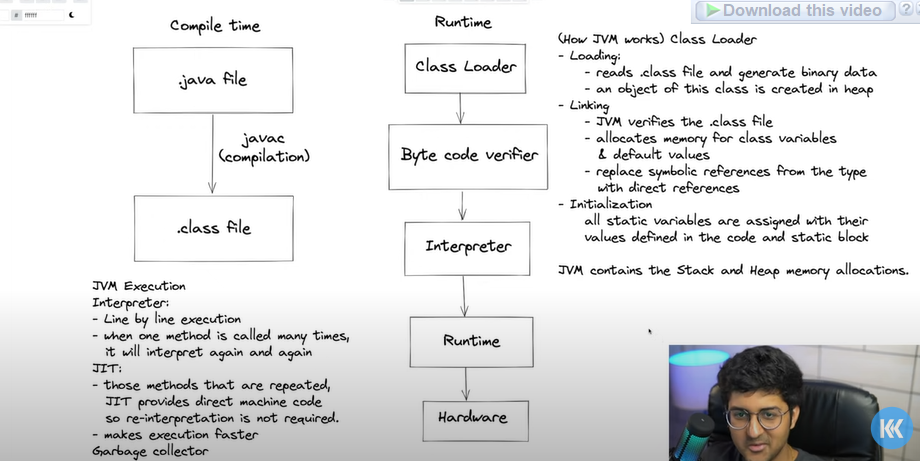 # ffffff
Download this video
?
Compile time
.java file
javac
(compilation)
.class file
JVM Execution
Interpreter:
- Line by line execution
- when one method is called many times,
it will interpret again and again
JIT:
- those methods that are repeated,
JIT provides direct machine code
so re-interpretation is not required.
- makes execution faster
Garbage collector
Runtime
Class Loader
Byte code verifier
Interpreter
Runtime
Hardware
(How JVM works) Class Loader
- Loading:
- reads .class file and generate binary data
- an object of this class is created in heap
- Linking
- JVM verifies the .class file
- allocates memory for class variables
& default values
- replace symbolic references from the type
with direct references
- Initialization
all static variables are assigned with their
values defined in the code and static block
JVM contains the Stack and Heap memory allocations.
K